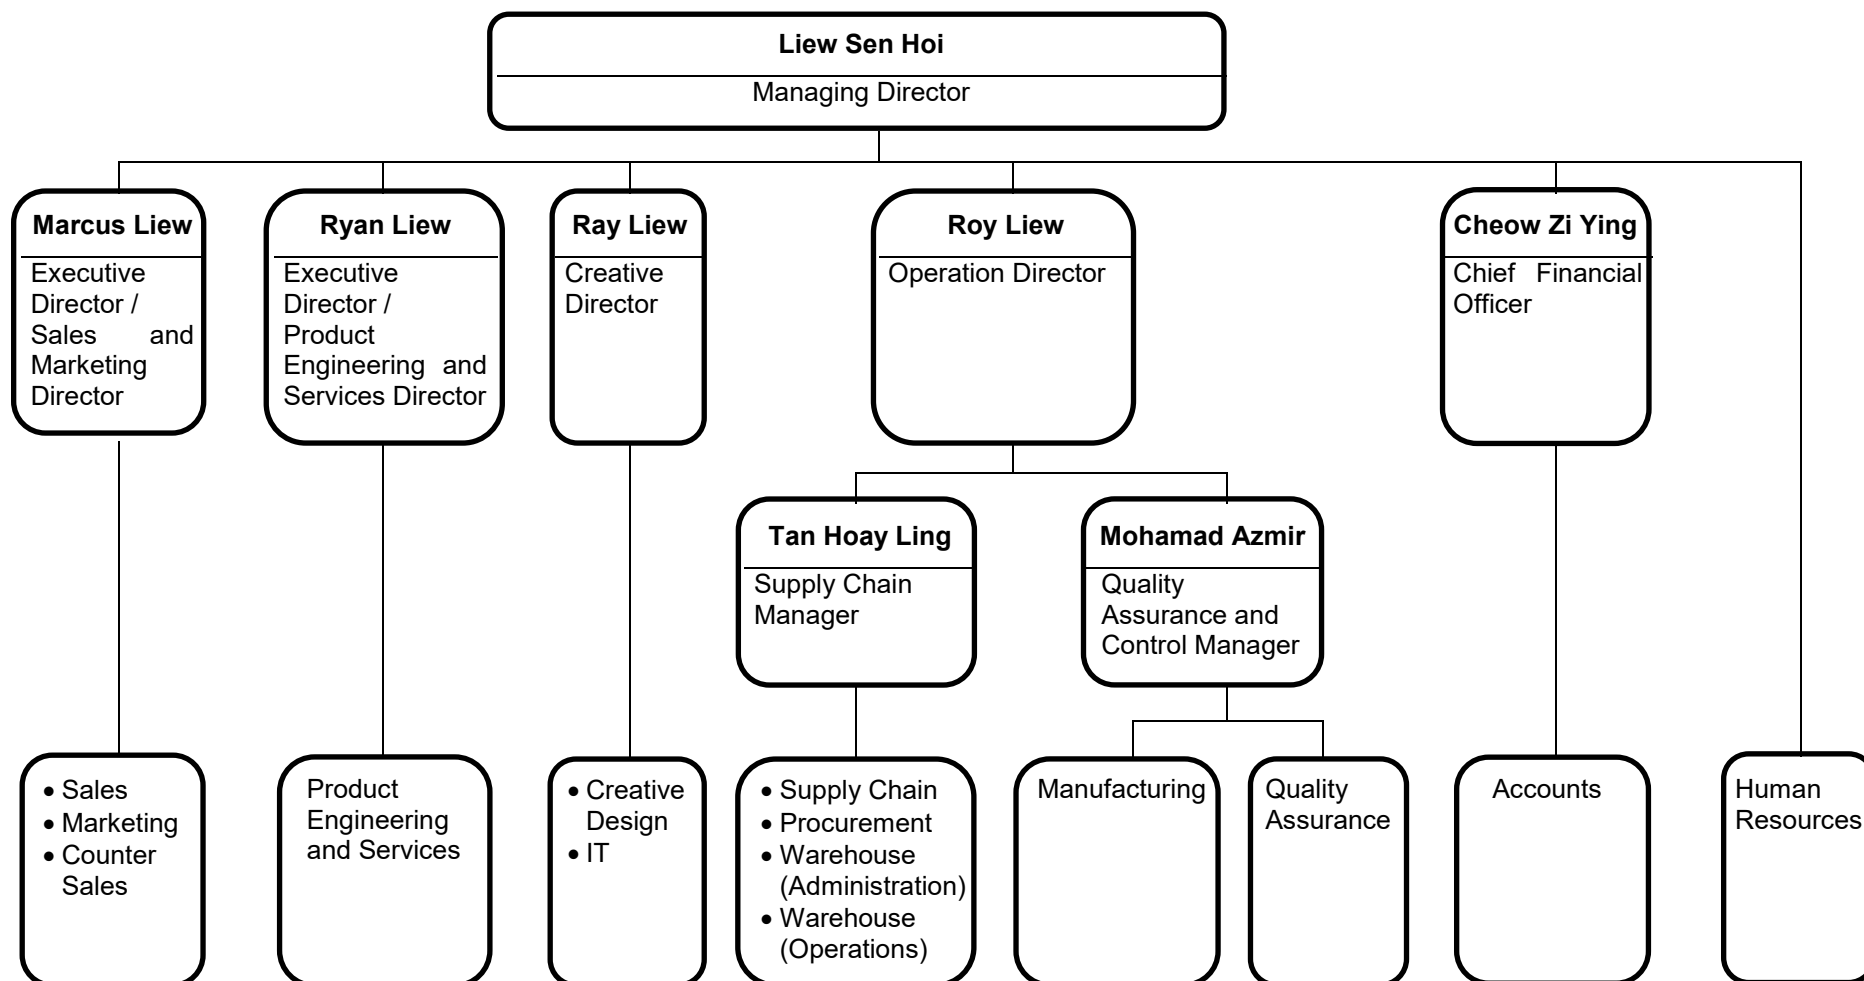 Liew Sen Hoi
Managing Director
Marcus Liew
Executive
Director /
Sales and
Marketing
Director
Ryan Liew
Executive
Director /
Product
Engineering and
Services Director
Ray Liew
Creative
Director
Roy Liew
Operation Director
Cheow Zi Ying
Chief Financial
Officer
Tan Hoay Ling
Supply Chain
Manager
Mohamad Azmir
Quality
Assurance and
Control Manager
• Sales
• Marketing
• Counter
Sales
Product
Engineering
and Services
• Creative
Design
• IT
• Supply Chain
• Procurement
• Warehouse
(Administration)
• Warehouse
(Operations)
Manufacturing
Quality
Assurance
Accounts
Human
Resources